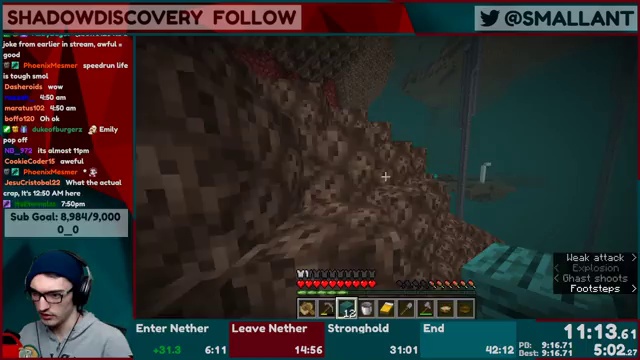 SHADOWDISCOVERY FOLLOW
@SMALLANT
joke from earlier in stream, awful e
good
PhoenixMesmer speedrun life
is tough smol
Dasheroids wow
4:50 am
maratus102 4:50 am
boffo120 Oh ok
dukeofburgerz Emily
pop off
NB_972 its almost 11pm
CookieCoder15 aweful
PhoenixMesmer *
JesuCristobal22 What the actual
crap, It's 12:50 AM here
7:50pm
Sub Goal: 8,984/9,000
0_0
Weak attack
< Explosion
< Ghast shoots
Footsteps >
12
Enter Nether
Leave Nether
Stronghold
End
+31.3 6:11
14:56
31:01
42:12
11:13.61
PB: 9:16.71
Best: 9:16.71
5:02.27